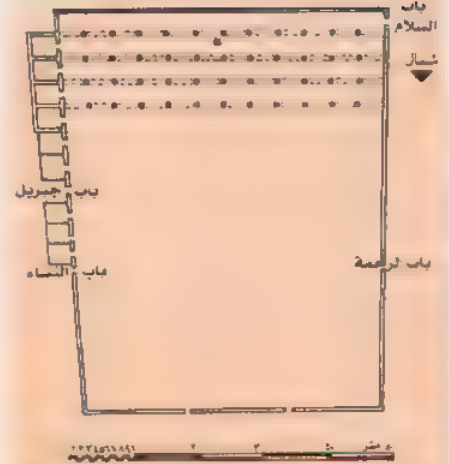 باب
السلام
شمال
باب جبريل
باب النساء
باب الرحمة